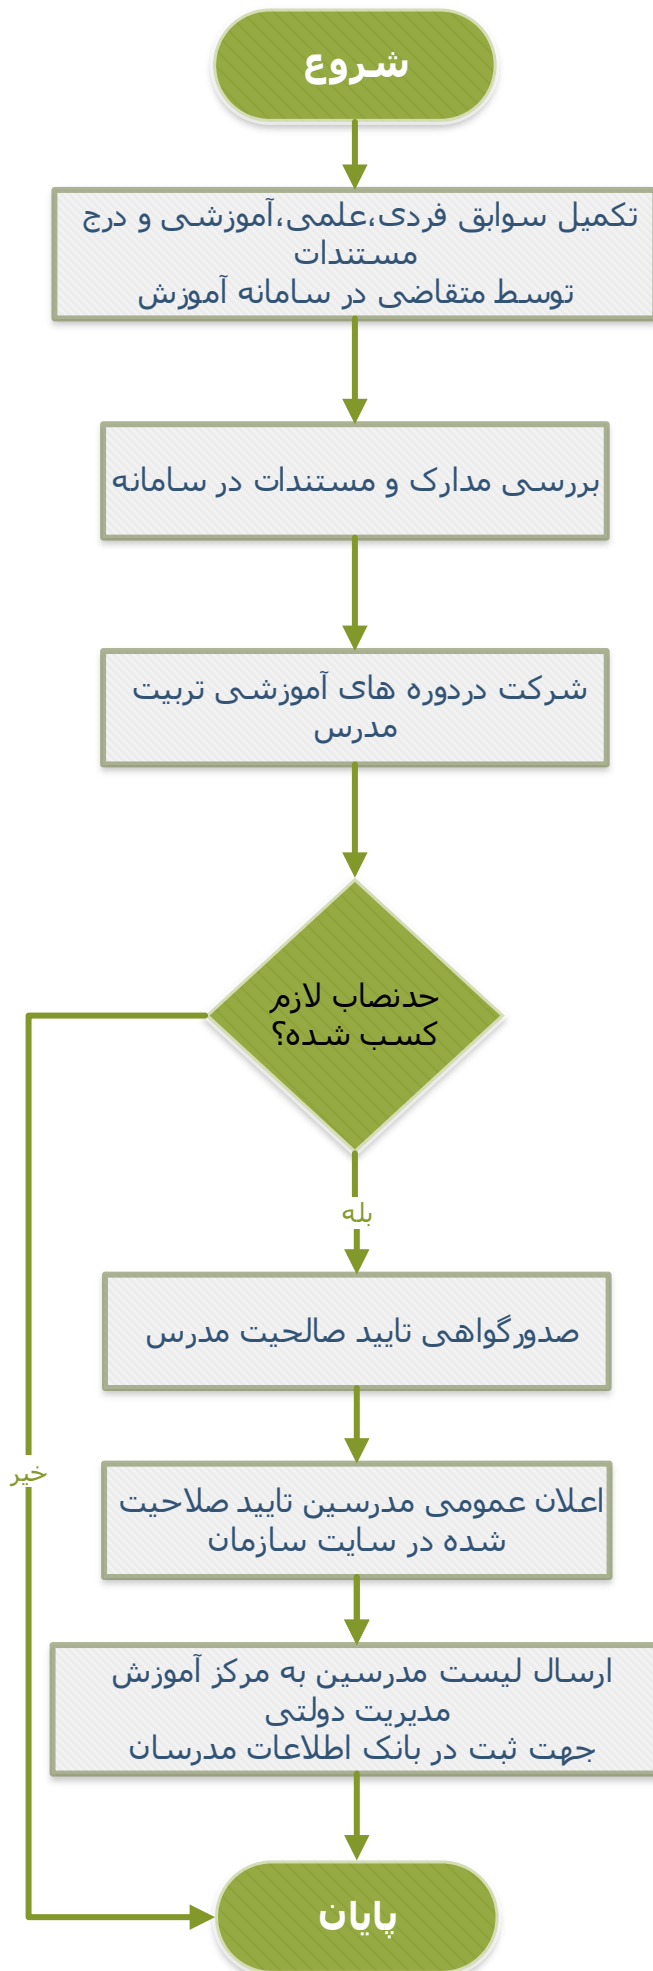 شروع
تکمیل سوابق فردی،علمی،آموزشی و درج
مستندات
توسط متقاضی در سامانه آموزش
بررسی مدارک و مستندات در سامانه
شرکت دردوره های آموزشی تربیت
مدرس
حدنصاب لازم
کسب شده؟
بله
صدورگواهی تایید صالحیت مدرس
خیر
اعلان عمومی مدرسین تایید صلاحیت
شده در سایت سازمان
ارسال لیست مدرسین به مرکز آموزش
مدیریت دولتی
جهت ثبت در بانک اطلاعات مدرسان
پایان